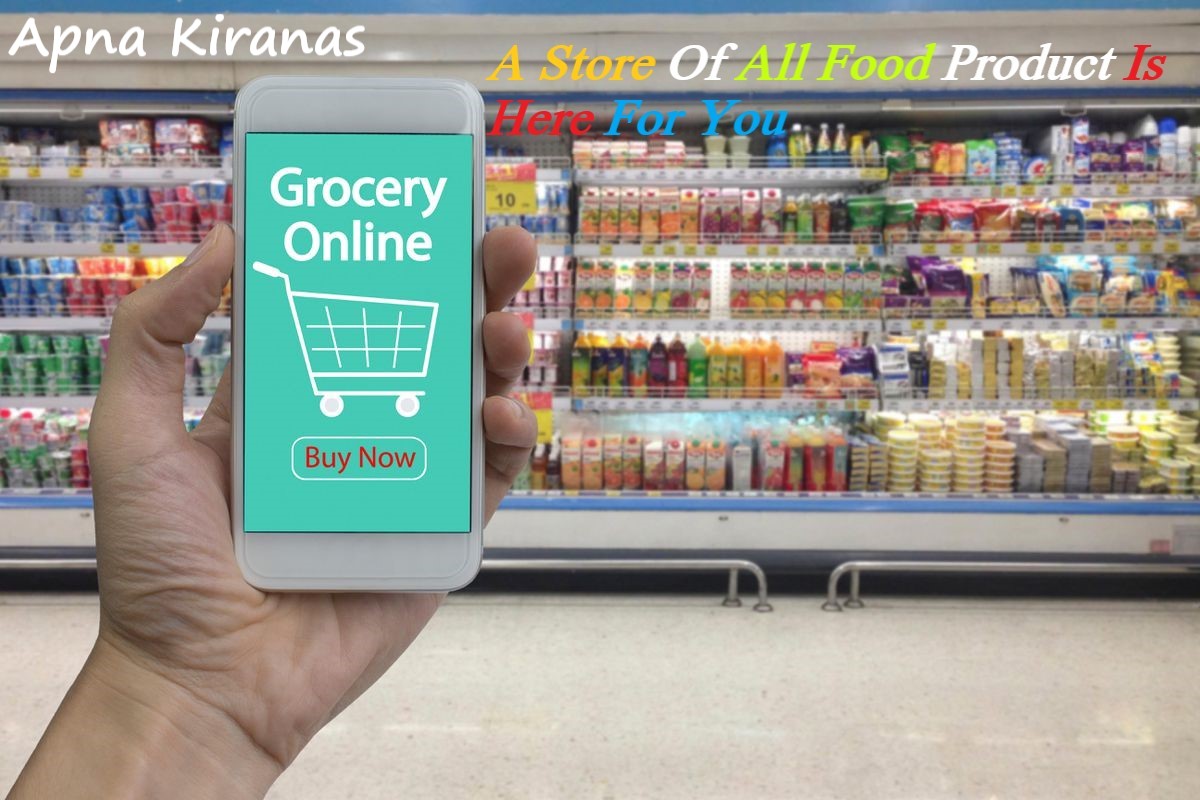 Apna Kiranas
A Store Of All Food Product Is
Here For You
Grocery
Online
Buy Now
10